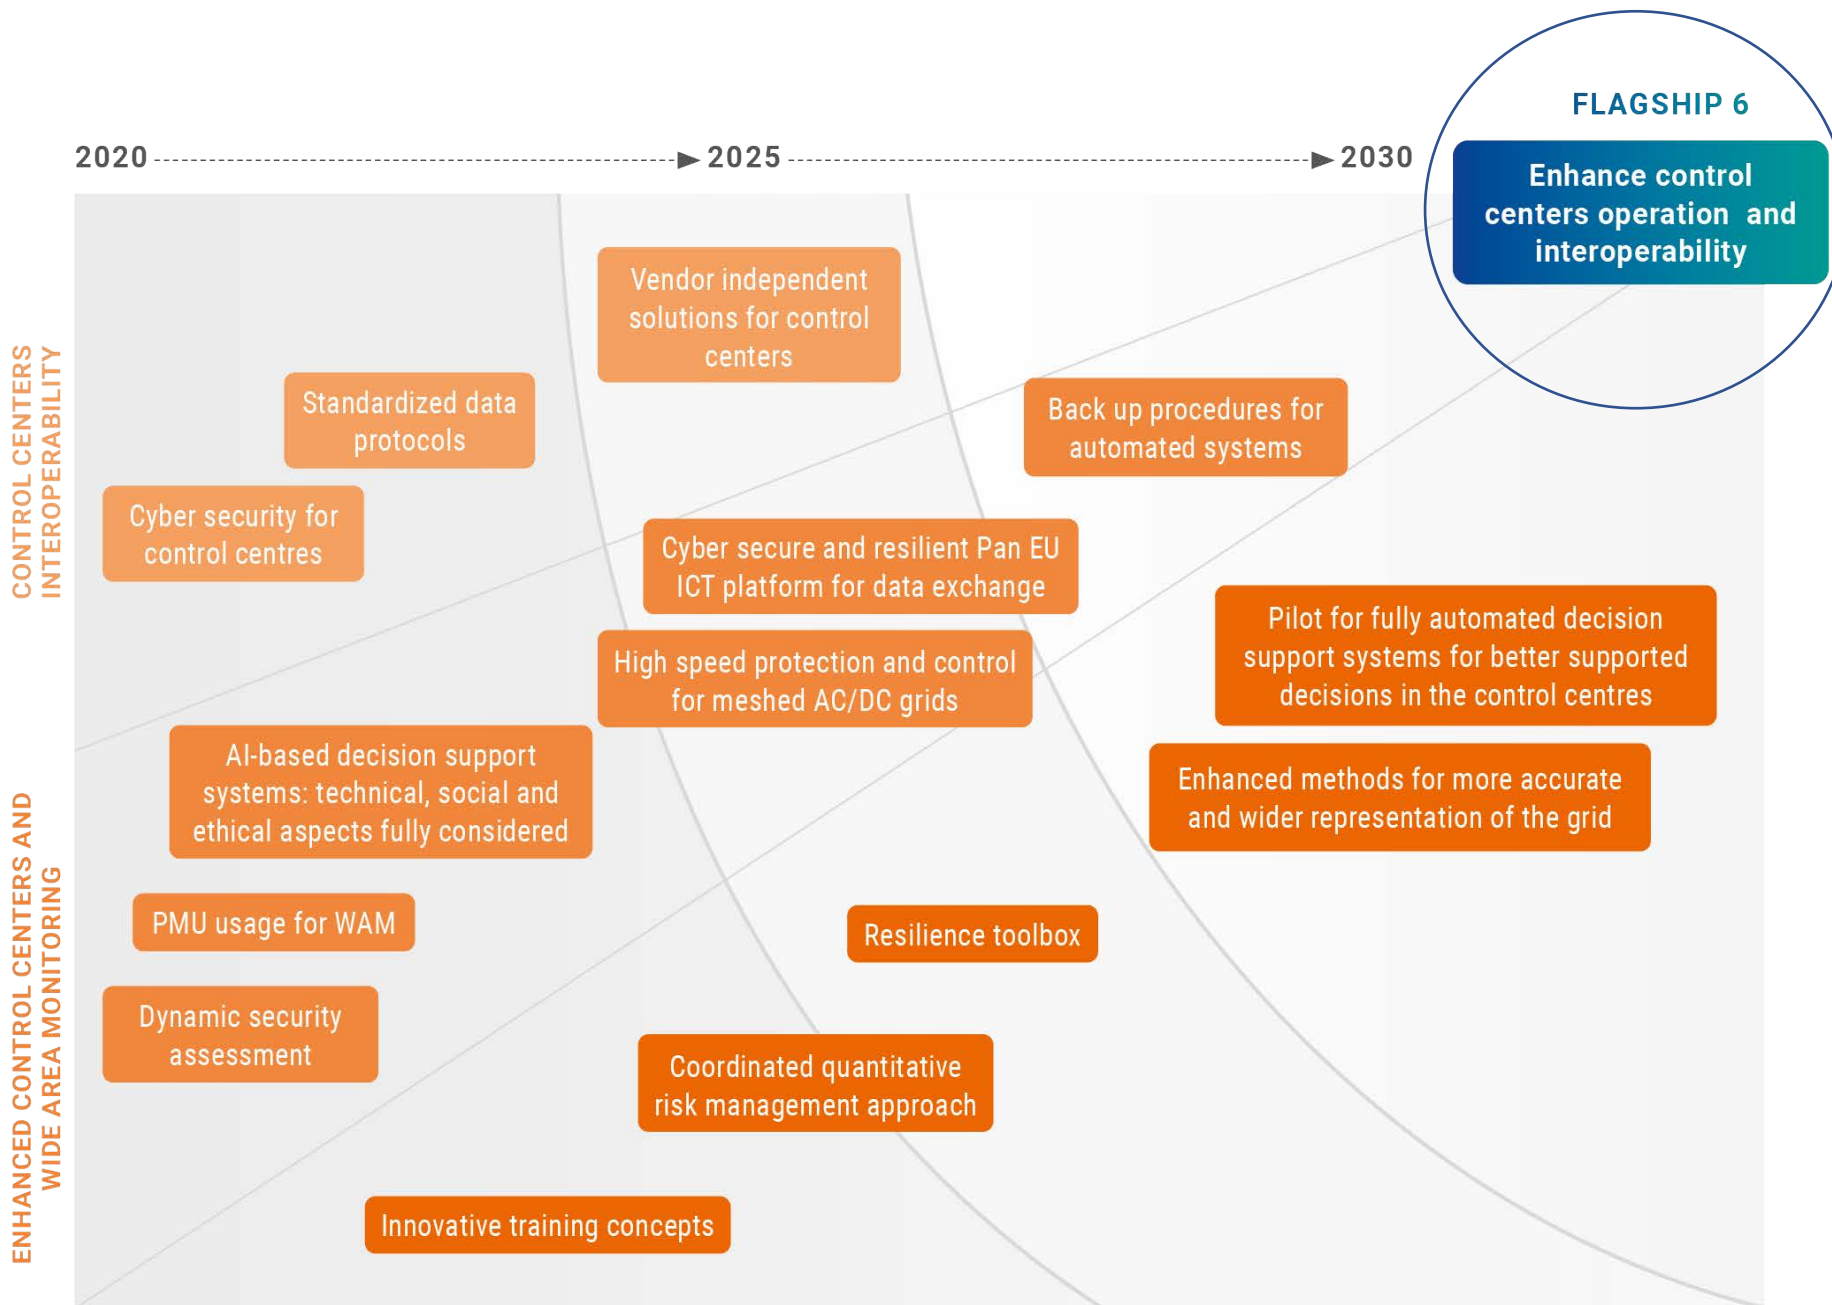 FLAGSHIP 6
Enhance control
centers operation and
interoperability
2020
2025
2030
CONTROL CENTERS
INTEROPERABILITY
Vendor independent
solutions for control
centers
Standardized data
protocols
Cyber security for
control centres
Back up procedures for
automated systems
Cyber secure and resilient Pan EU
ICT platform for data exchange
High speed protection and control
for meshed AC/DC grids
Pilot for fully automated decision
support systems for better supported
decisions in the control centres
Enhanced methods for more accurate
and wider representation of the grid
ENHANCED CONTROL CENTERS AND
WIDE AREA MONITORING
AI-based decision support
systems: technical, social and
ethical aspects fully considered
PMU usage for WAM
Dynamic security
assessment
Resilience toolbox
Coordinated quantitative
risk management approach
Innovative training concepts